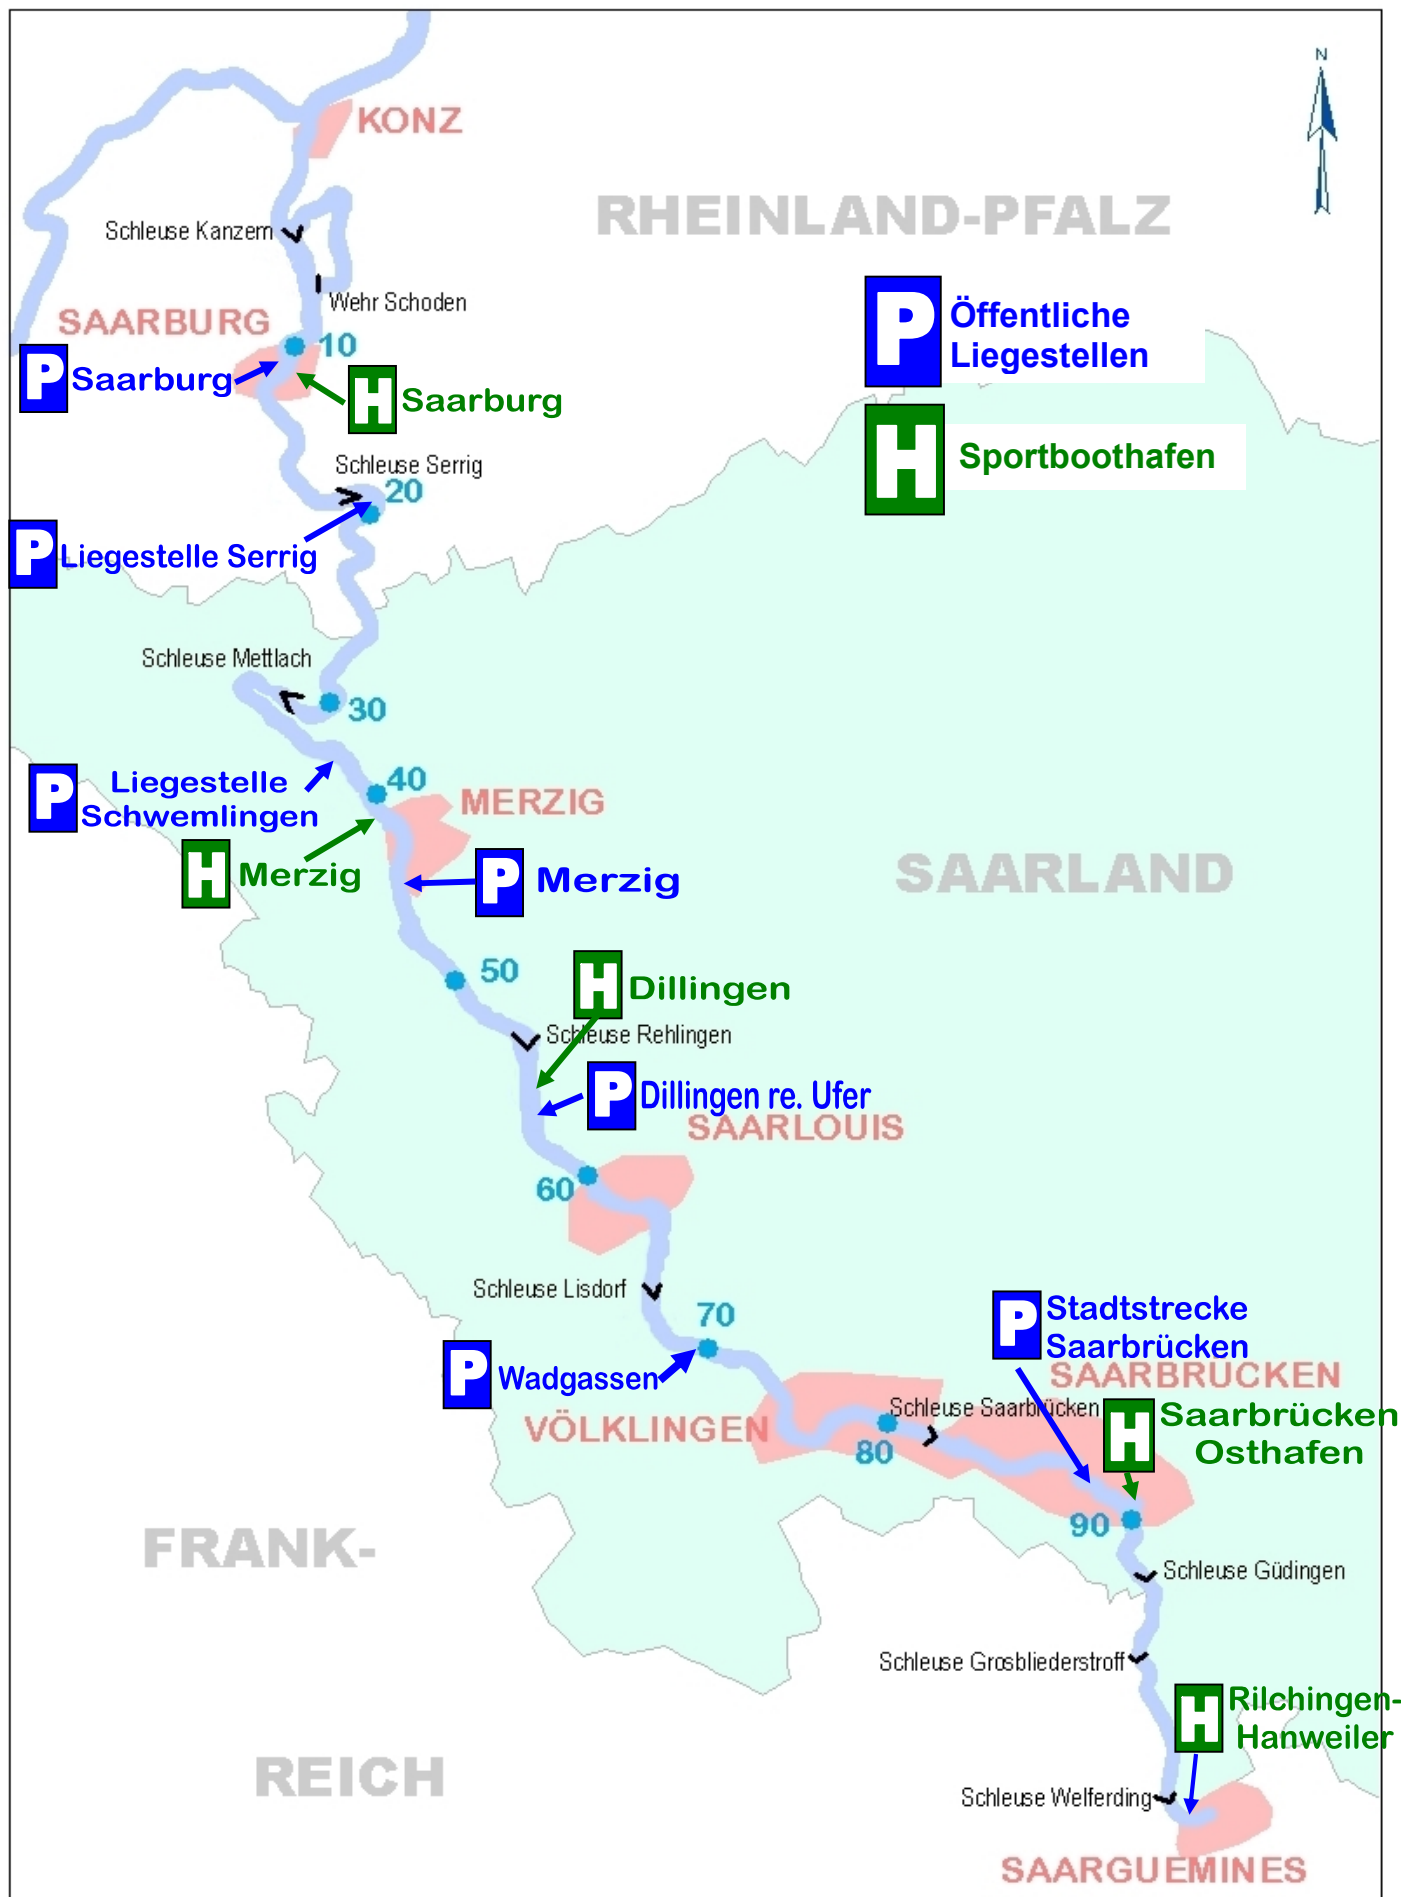 N
KONZ
RHEINLAND-PFALZ
Schleuse Kanzem
Wehr Schoden
SAARBURG
10
P Saarburg
H Saarburg
P Öffentliche
Liegestellen
H Sportboothafen
Schleuse Serrig
20
P Liegestelle Serrig
Schleuse Mettlach
30
P Liegestelle
Schwemlingen
40
MERZIG
H Merzig
P Merzig
SAARLAND
50
H Dillingen
Schleuse Rehlingen
P Dillingen re. Ufer
SAARLOUIS
60
Schleuse Lisdorf
70
P Wadgassen
P Stadtstrecke
Saarbrücken
SAARBRÜCKEN
VÖLKLINGEN
Schleuse Saarbrücken
80
H Saarbrücken
Osthafen
90
FRANK-
Schleuse Güdingen
Schleuse Grosbliederstroff
H Rilchingen-
Hanweiler
REICH
Schleuse Welferding
SAARGUEMINES